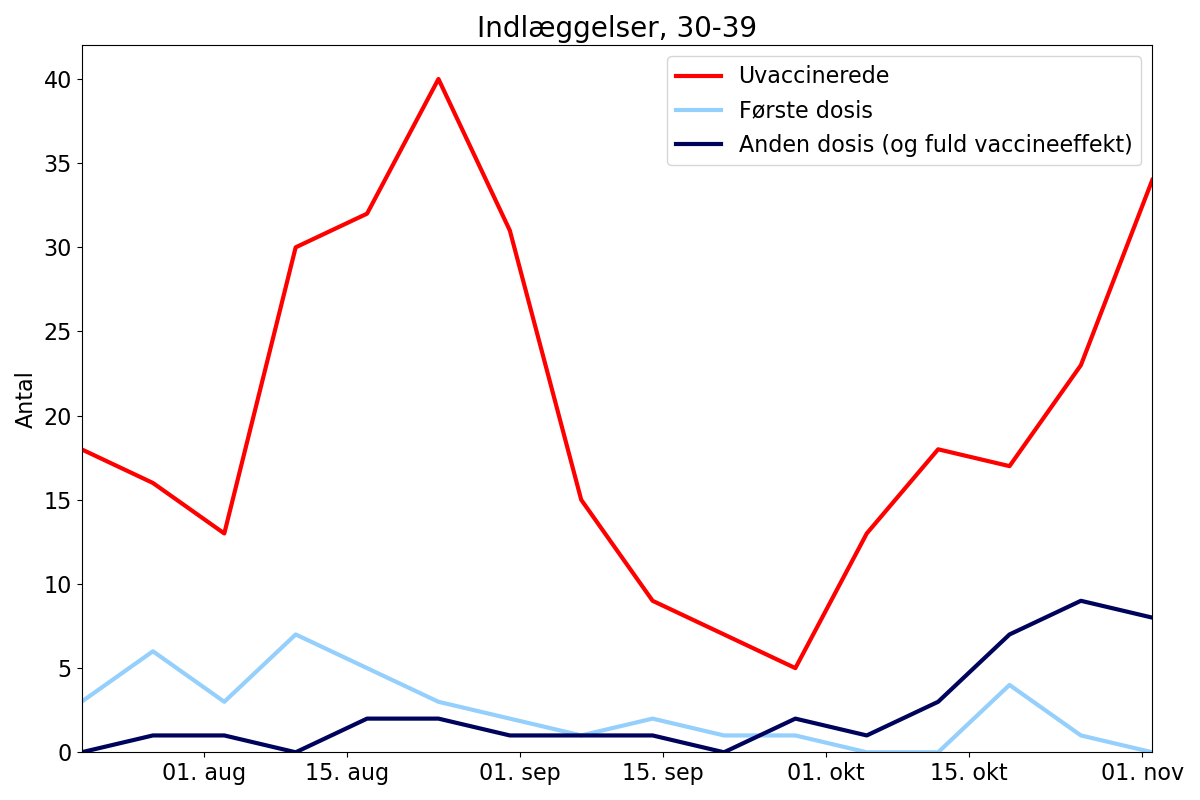 Indlæggelser, 30-39
Uvaccinerede
Første dosis
Anden dosis (og fuld vaccineeffekt)
Antal
40
35
30
25
20
15
10
5
0
01. aug
15. aug
01. sep
15. sep
01. okt
15. okt
01. nov